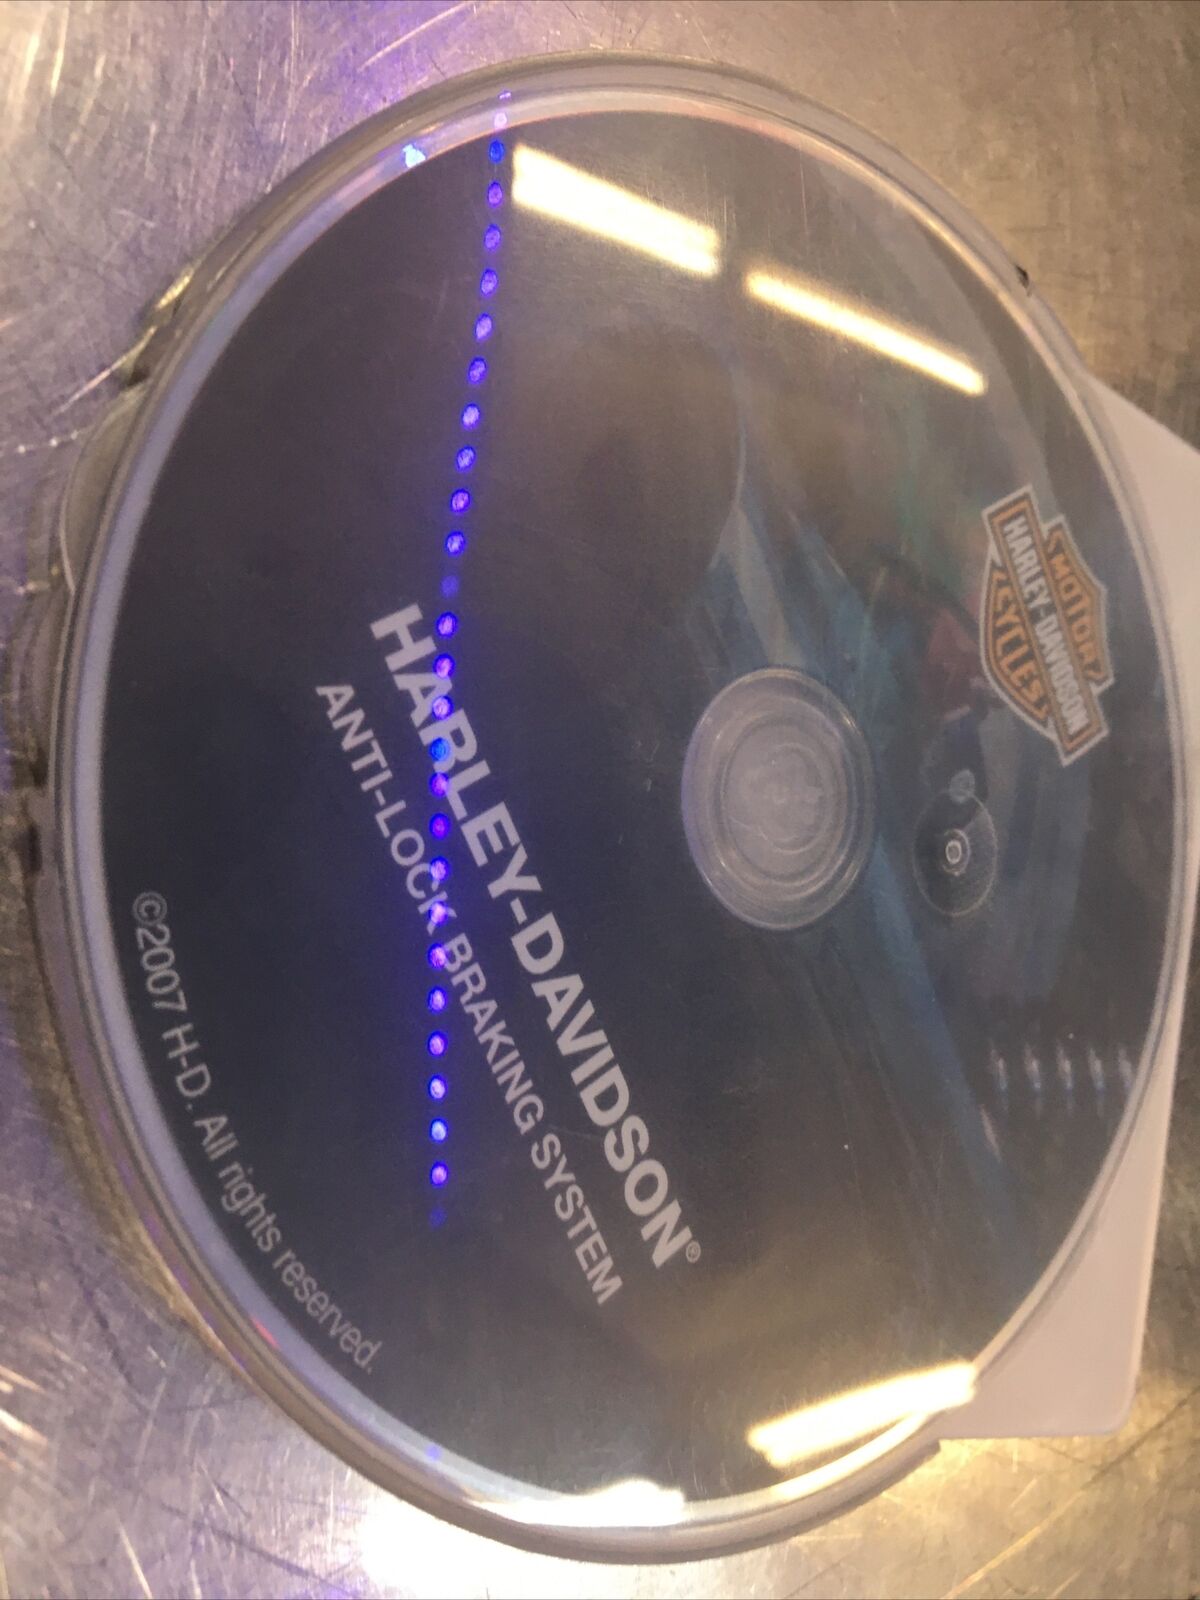 MOTOR
HARLEY-DAVIDSON
CYCLES
HARLEY-DAVIDSON®
ANTI-LOCK BRAKING SYSTEM
©2007 H-D. All rights reserved.